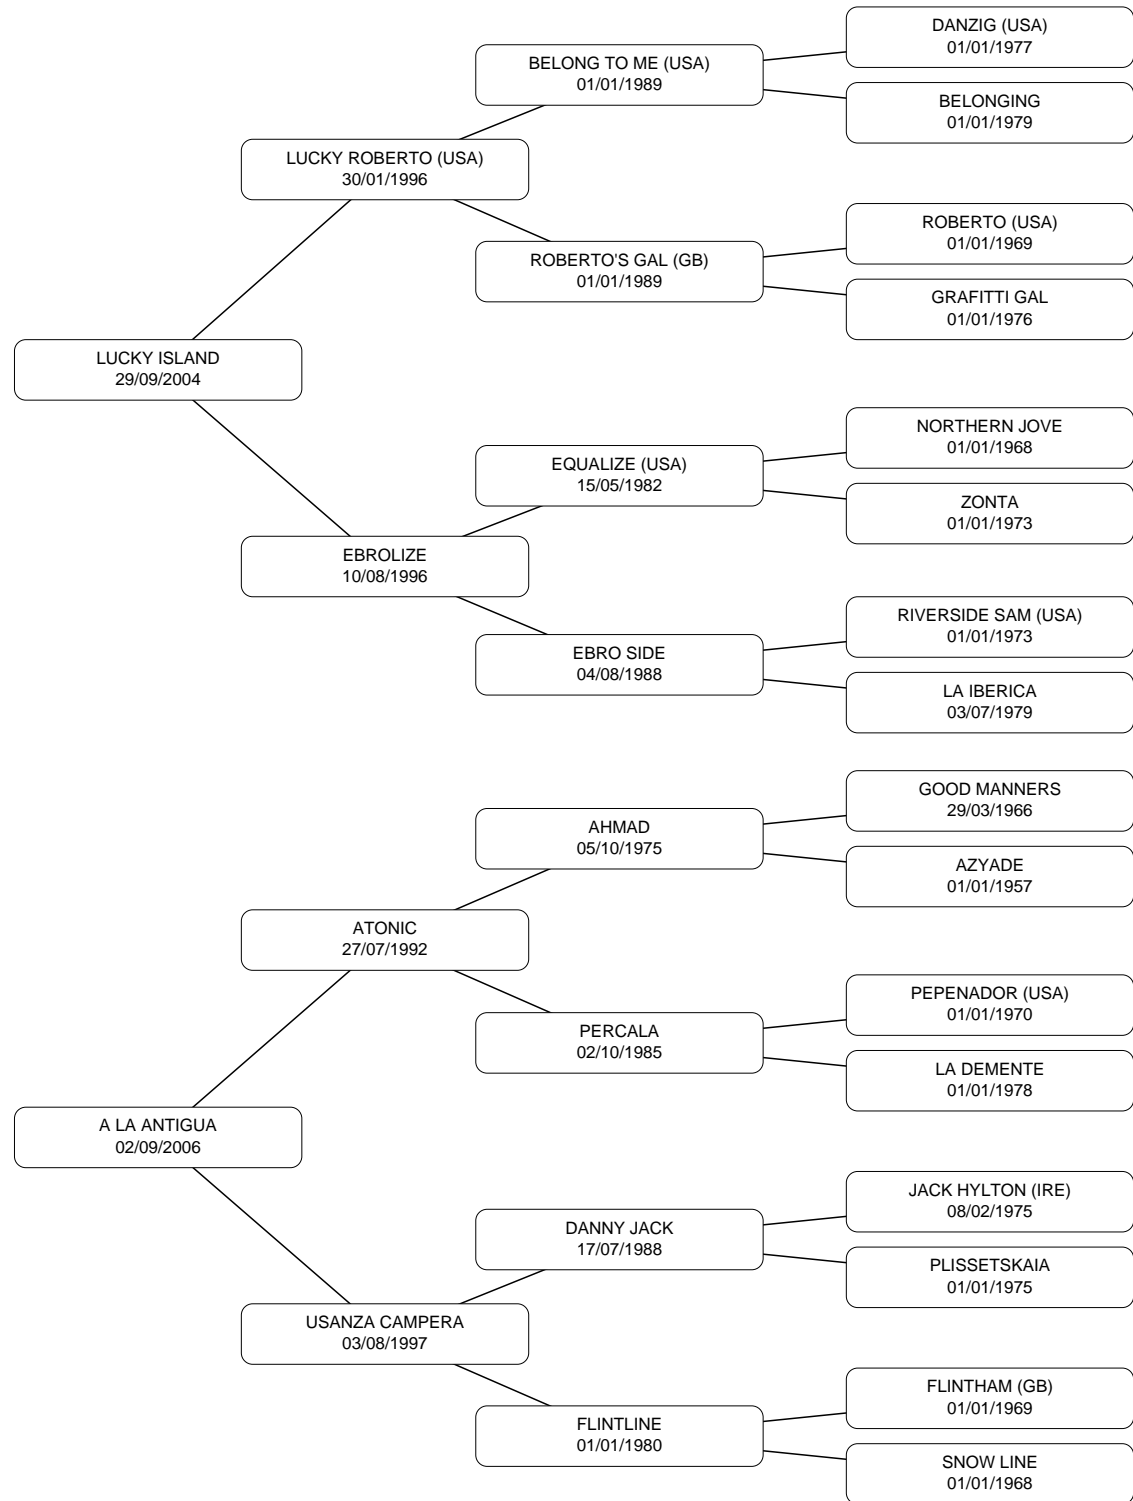 DANZIG (USA)
01/01/1977
BELONG TO ME (USA)
01/01/1989
BELONGING
01/01/1979
LUCKY ROBERTO (USA)
30/01/1996
ROBERTO (USA)
01/01/1969
ROBERTO'S GAL (GB)
01/01/1989
GRAFITTI GAL
01/01/1976
LUCKY ISLAND
29/09/2004
NORTHERN JOVE
01/01/1968
EQUALIZE (USA)
15/05/1982
ZONTA
01/01/1973
EBROLIZE
10/08/1996
RIVERSIDE SAM (USA)
01/01/1973
EBRO SIDE
04/08/1988
LA IBERICA
03/07/1979
GOOD MANNERS
29/03/1966
AHMAD
05/10/1975
AZYADE
01/01/1957
ATONIC
27/07/1992
PEPENADOR (USA)
01/01/1970
PERCALA
02/10/1985
LA DEMENTE
01/01/1978
A LA ANTIGUA
02/09/2006
JACK HYLTON (IRE)
08/02/1975
DANNY JACK
17/07/1988
PLISSETSKAIA
01/01/1975
USANZA CAMPERA
03/08/1997
FLINTHAM (GB)
01/01/1969
FLINTLINE
01/01/1980
SNOW LINE
01/01/1968